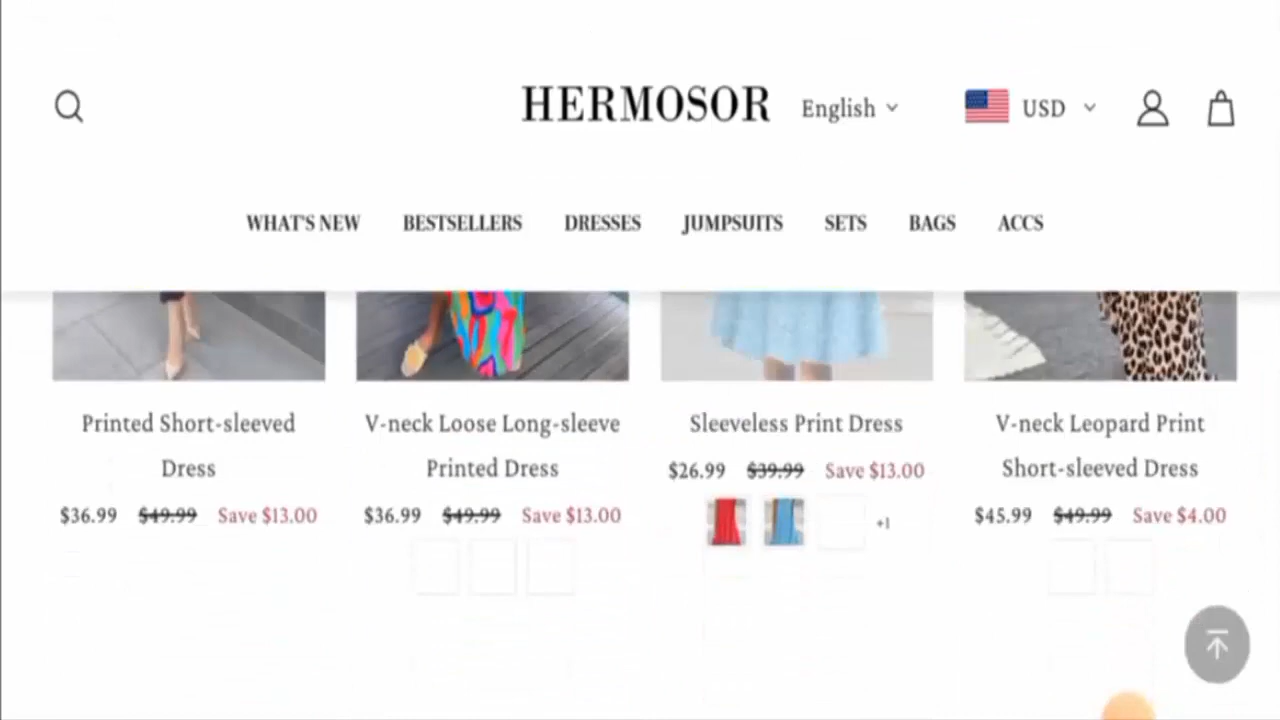 HERMOSOR
English
USD
WHAT'S NEW BESTSELLERS DRESSES JUMPSUITS SETS BAGS ACCS
Printed Short-sleeved
Dress
$36.99 $49.99 Save $13.00
V-neck Loose Long-sleeve
Printed Dress
$36.99 $49.99 Save $13.00
Sleeveless Print Dress
$26.99 $39.99 Save $13.00
+1
V-neck Leopard Print
Short-sleeved Dress
$45.99 $49.99 Save $4.00